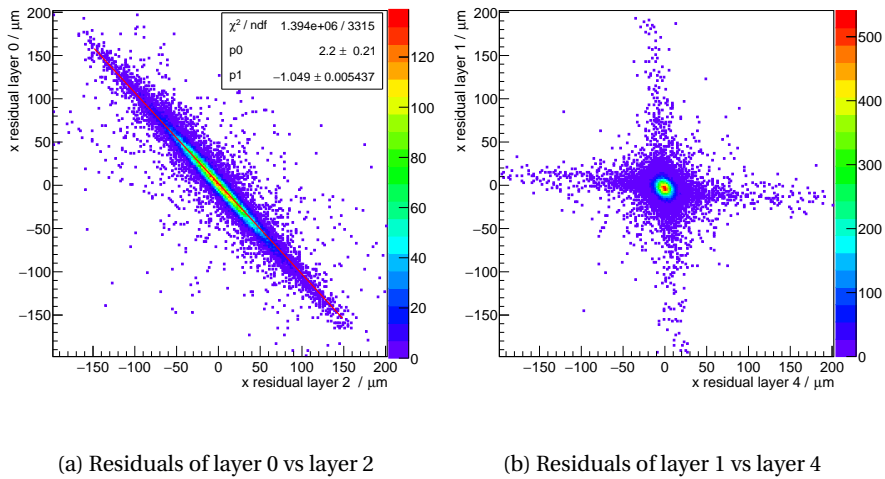 x residual layer 0 / μm
200
150
100
50
0
−50
−100
−150
−150 −100 −50 0 50 100 150 200
x residual layer 2 / μm
χ² / ndf 1.394e+06 / 3315
p0 2.2 ± 0.21
p1 −1.049 ± 0.005437
120
100
80
60
40
20
0
x residual layer 1 / μm
200
150
100
50
0
−50
−100
−150
−150 −100 −50 0 50 100 150 200
x residual layer 4 / μm
500
400
300
200
100
0
(a) Residuals of layer 0 vs layer 2
(b) Residuals of layer 1 vs layer 4